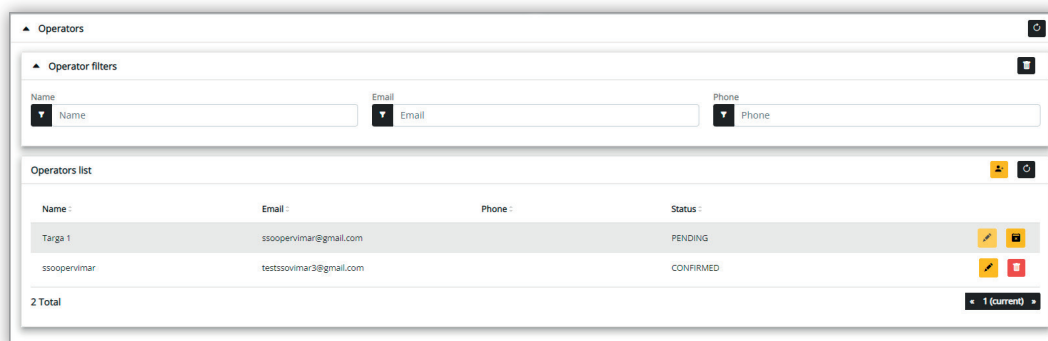 Operators
Operator filters
Name Email Phone
Name Email Phone
Operators list
Name Email Phone Status
Targa 1 ssoopervimar@gmail.com PENDING
ssoopervimar testssovimar3@gmail.com CONFIRMED
2 Total « 1 (current) »